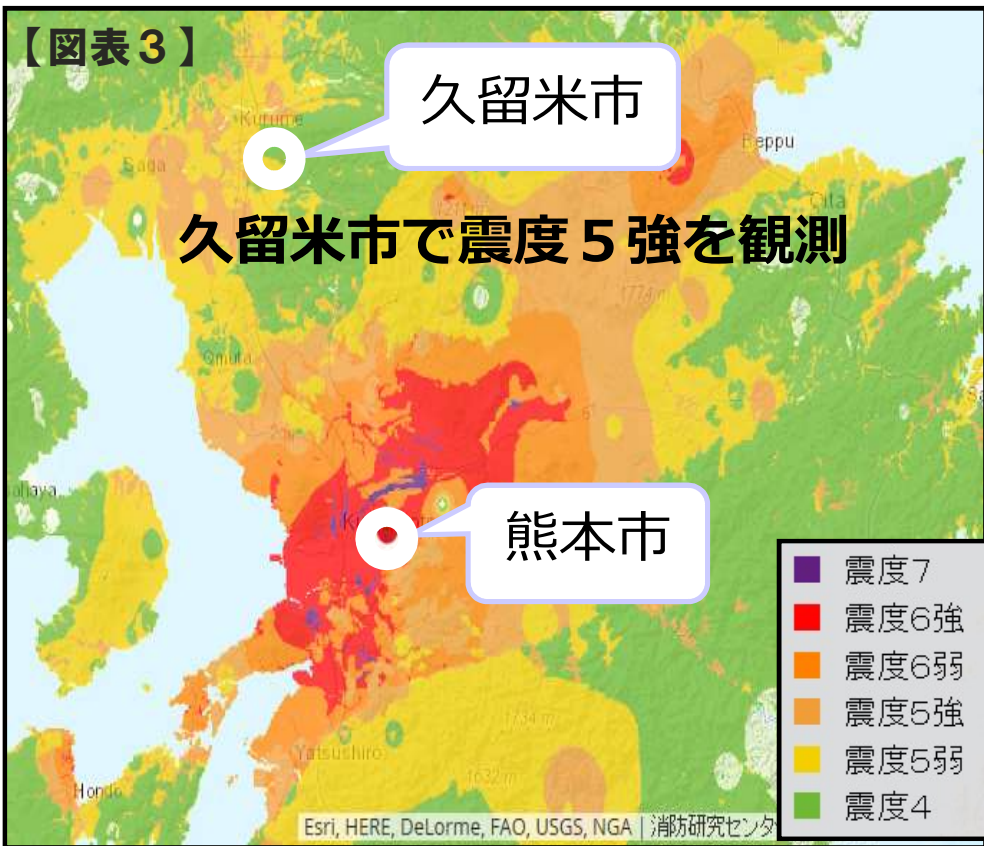 【図表３】
久留米市
Kurume
Beppu
Saga
Oita
久留米市で震度５強を観測
1774 m
Omuta
熊本市
震度7
震度6強
震度6弱
震度5強
震度5弱
震度4
1734 m
Yatsushiro
1632 m
Hondo
Esri, HERE, DeLorme, FAO, USGS, NGA | 消防研究センタ